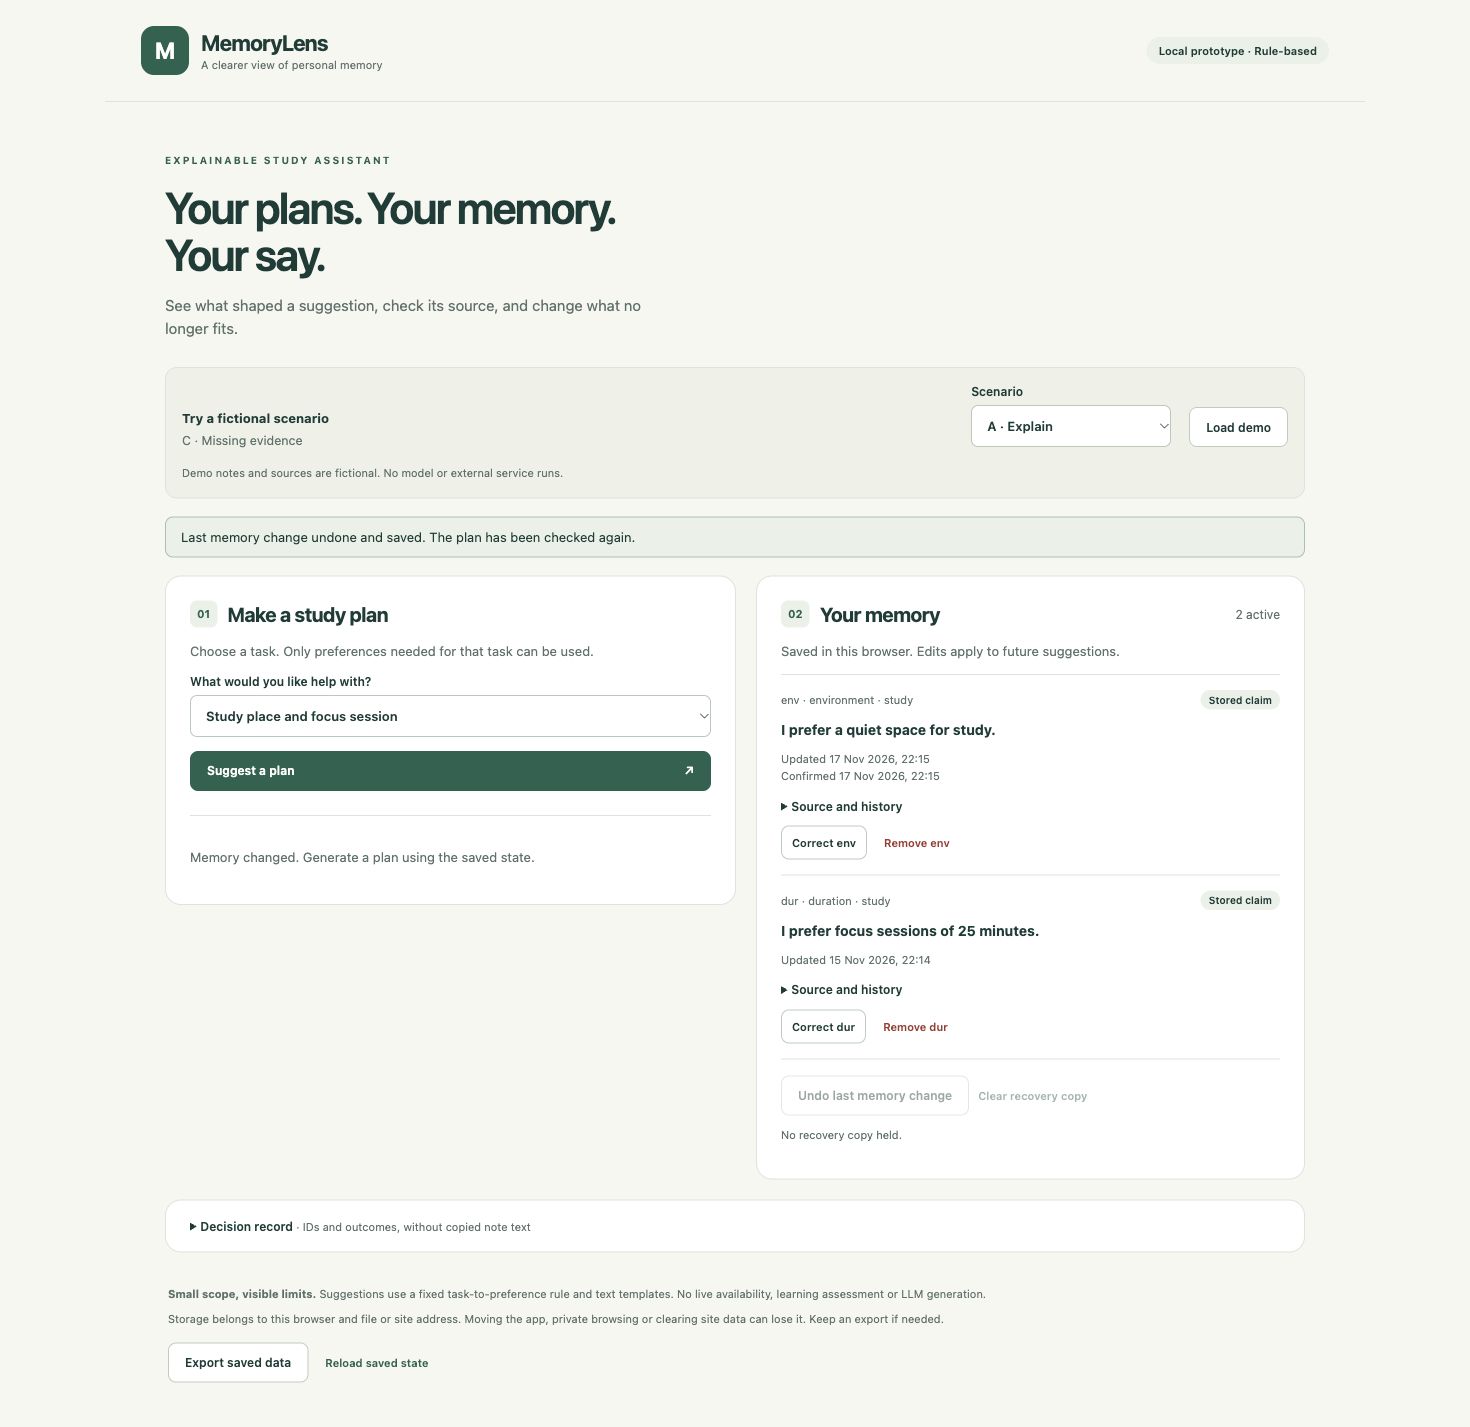 M
MemoryLens
A clearer view of personal memory
Local prototype · Rule-based
EXPLAINABLE STUDY ASSISTANT
Your plans. Your memory.
Your say.
See what shaped a suggestion, check its source, and change what no
longer fits.
Try a fictional scenario
C · Missing evidence
Demo notes and sources are fictional. No model or external service runs.
Scenario
A · Explain
Load demo
Last memory change undone and saved. The plan has been checked again.
01 Make a study plan
Choose a task. Only preferences needed for that task can be used.
What would you like help with?
Study place and focus session
Suggest a plan
Memory changed. Generate a plan using the saved state.
02 Your memory
2 active
Saved in this browser. Edits apply to future suggestions.
env · environment · study
Stored claim
I prefer a quiet space for study.
Updated 17 Nov 2026, 22:15
Confirmed 17 Nov 2026, 22:15
Source and history
Correct env
Remove env
dur · duration · study
Stored claim
I prefer focus sessions of 25 minutes.
Updated 15 Nov 2026, 22:14
Source and history
Correct dur
Remove dur
Undo last memory change
Clear recovery copy
No recovery copy held.
Decision record · IDs and outcomes, without copied note text
Small scope, visible limits. Suggestions use a fixed task-to-preference rule and text templates. No live availability, learning assessment or LLM generation.
Storage belongs to this browser and file or site address. Moving the app, private browsing or clearing site data can lose it. Keep an export if needed.
Export saved data
Reload saved state